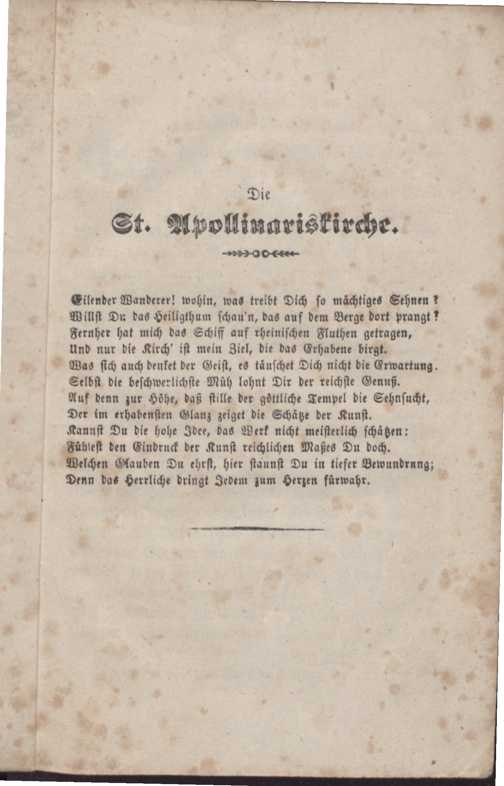 Die
St. Apollinariskirche.
Eilender Wanderer! wohin, was treibt Dich so mächtiges Sehnen?
Willst Du das Heiligthum schau'n, das auf dem Berge dort prangt?
Fernher hat mich das Schiff auf rheinischen Fluthen getragen,
Und nur die Kirch' ist mein Ziel, die das Erhabene birgt.
Was sich auch denket der Geist, es täuschet Dich nicht die Erwartung.
Selbst die beschwerlichste Müh lohnt Dir der reichste Genuß.
Auf denn zur Höhe, daß stille der göttliche Tempel die Sehnsucht,
Der im erhabensten Glanz zeiget die Schätze der Kunst.
Kannst Du die hohe Idee, das Werk nicht meisterlich schätzen:
Fühlest den Eindruck der Kunst reichlichen Maßes Du doch.
Welchen Glauben Du ehrst, hier staunst Du in tiefer Bewundrung;
Denn das Herrliche dringt Jedem zum Herzen fürwahr.